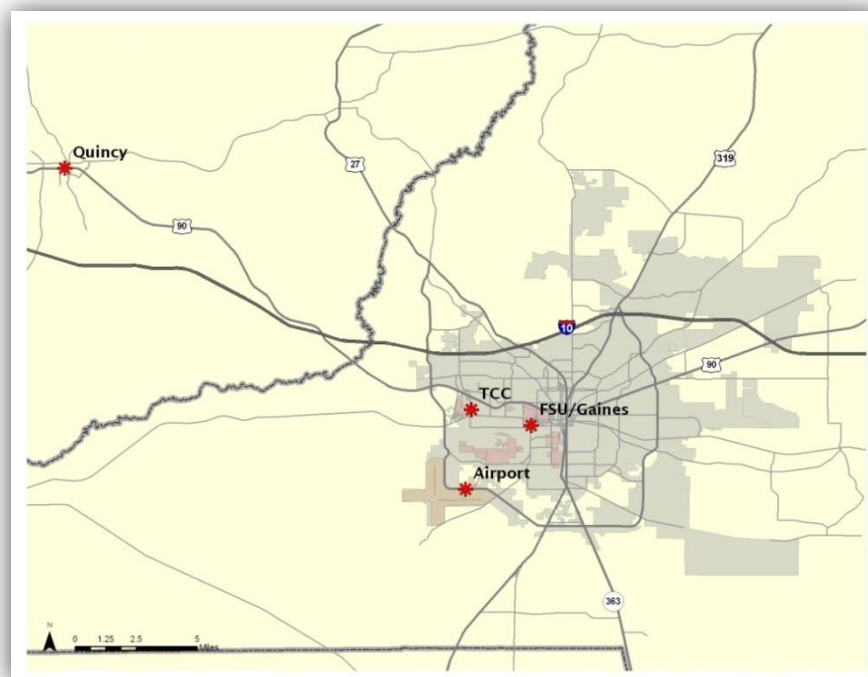 Quincy
27
319
90
10
90
TCC
FSU/Gaines
Airport
363
N
0 1.25 2.5 5
Miles